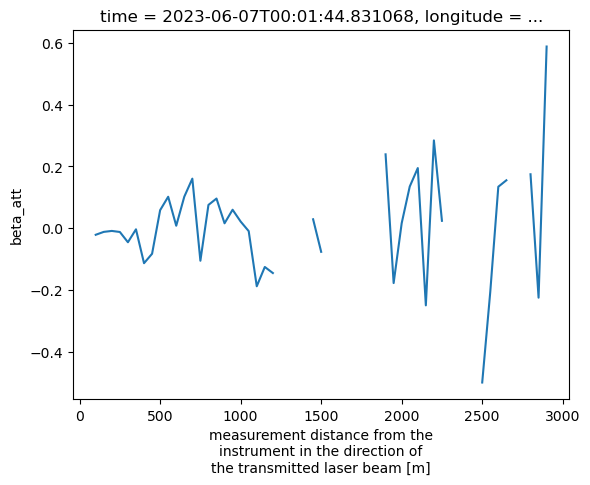 time = 2023-06-07T00:01:44.831068, longitude = ...
0.6
0.4
0.2
0.0
−0.2
−0.4
beta_att
0
500
1000
1500
2000
2500
3000
measurement distance from the
instrument in the direction of
the transmitted laser beam [m]